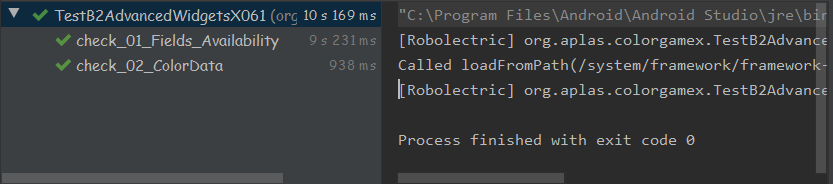 TestB2AdvancedWidgetsX061 (org 10 s 169 ms
check_01_Fields_Availability 9 s 231 ms
check_02_ColorData 938 ms
"C:\Program Files\Android\Android Studio\jre\bin
[Robolectric] org.aplas.colorgamex.TestB2Advance
Called loadFromPath(/system/framework/framework-
[Robolectric] org.aplas.colorgamex.TestB2Advance
Process finished with exit code 0